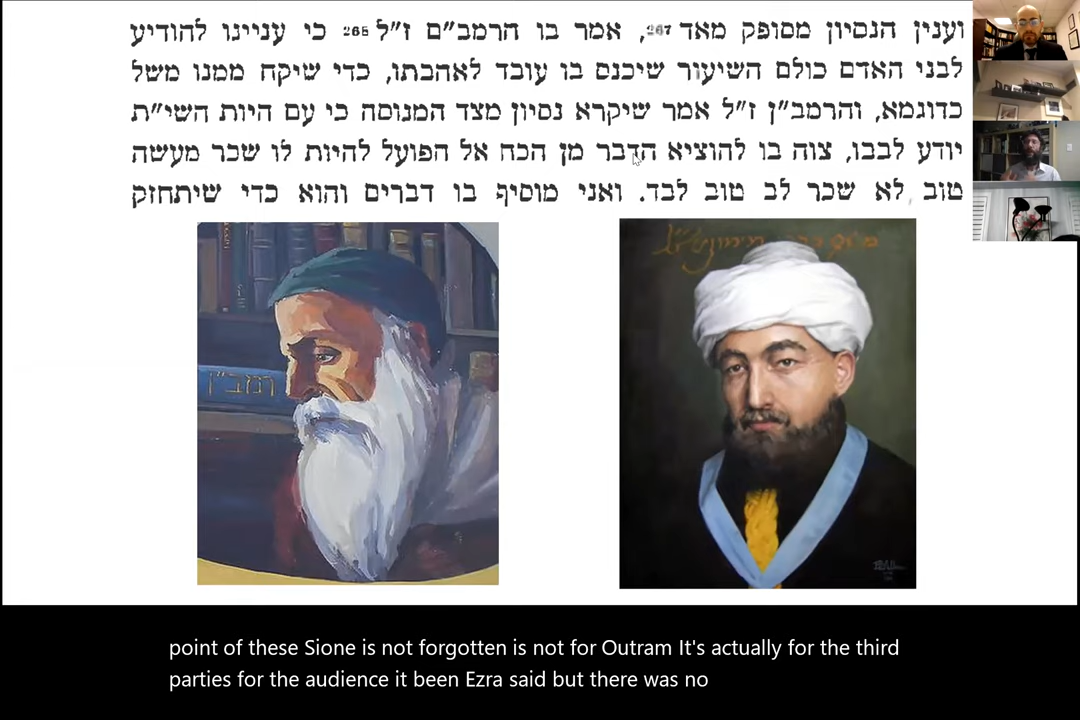 וענין הנסיון מסופק מאד 267, אמר בו הרמב״ם ז״ל 265 כי עניינו להודיע
לבני האדם כולם השיעור שיכנס בו עובד לאהבתו, כדי שיקח ממנו משל
כדוגמא, והרמב״ן ז״ל אמר שיקרא נסיון מצד המנוסה כי עם היות השי״ת
יודע לבבו, צוה בו להוציא הדבר מן הכח אל הפועל להיות לו שכר מעשה
טוב לא שכר לב טוב לבד. ואני מוסיף בו דברים והוא כדי שיתחזק
רמב״ן
point of these Sione is not forgotten is not for Outram It's actually for the third
parties for the audience it been Ezra said but there was no